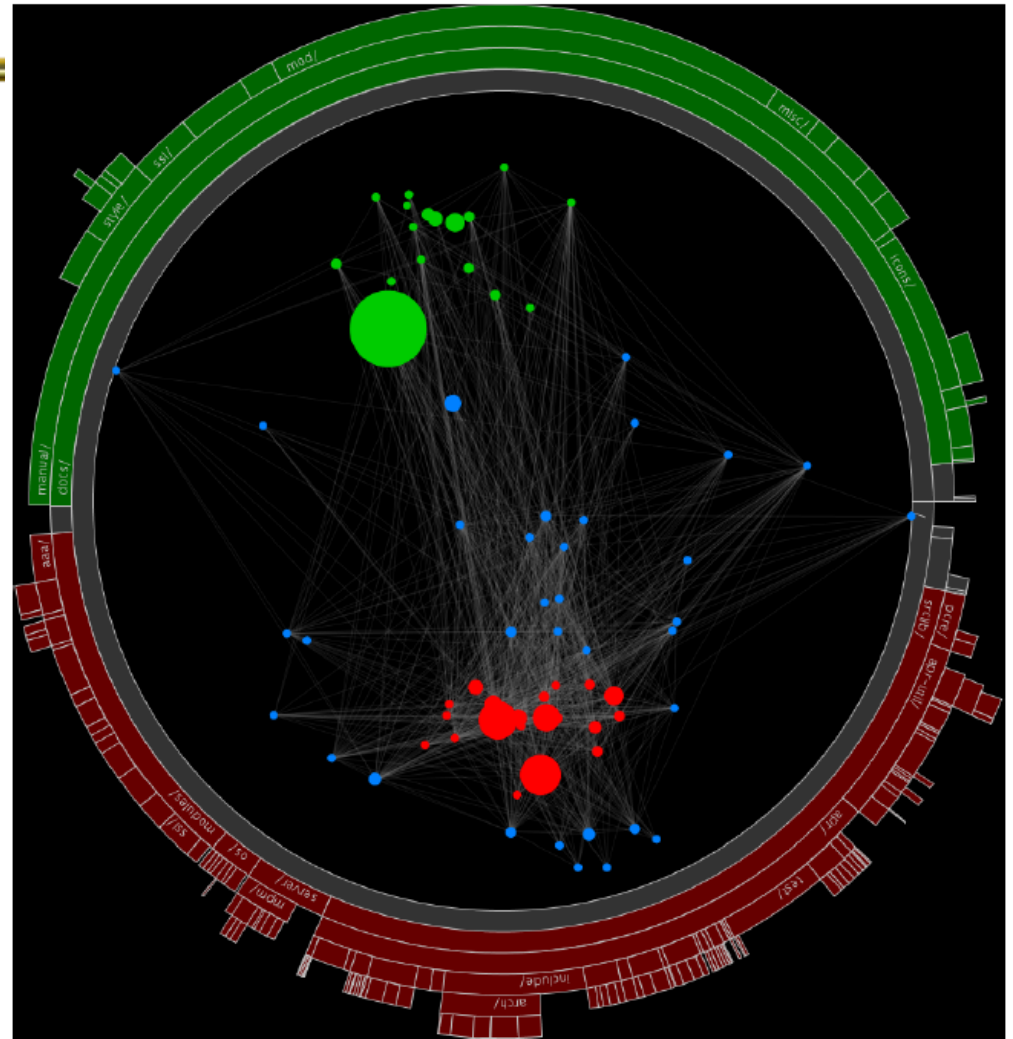 mod/
misc/
ssl/
style/
icons/
manual/
docs/
/
aaa/
pcre/
srclib/
apr-util/
modules/
ssl/
os/
mpm/
server/
apr/
test/
include/
arch/